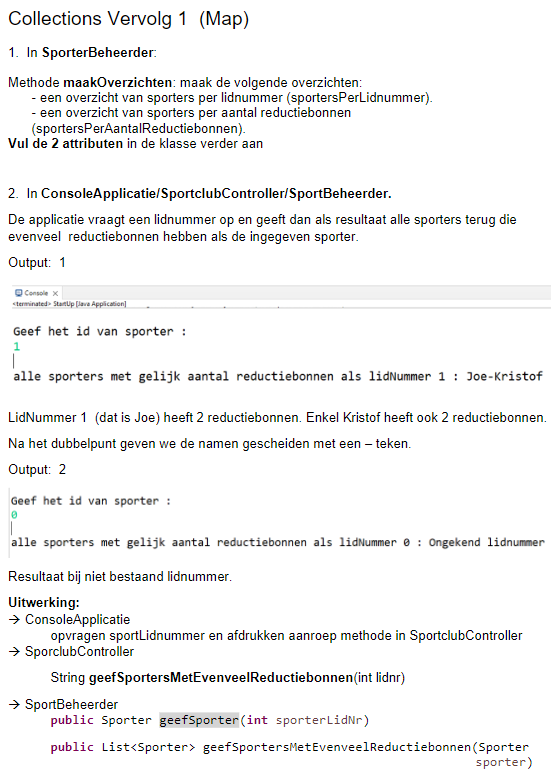 Collections Vervolg 1  (Map)
1.  In SporterBeheerder:
Methode maakOverzichten: maak de volgende overzichten:
- een overzicht van sporters per lidnummer (sportersPerLidnummer).
- een overzicht van sporters per aantal reductiebonnen
(sportersPerAantalReductiebonnen).
Vul de 2 attributen in de klasse verder aan
2.  In ConsoleApplicatie/SportclubController/SportBeheerder.
De applicatie vraagt een lidnummer op en geeft dan als resultaat alle sporters terug die
evenveel  reductiebonnen hebben als de ingegeven sporter.
Output:  1
Console
<terminated> StartUp [Java Application]
Geef het id van sporter :
1
alle sporters met gelijk aantal reductiebonnen als lidNummer 1 : Joe-Kristof
LidNummer 1  (dat is Joe) heeft 2 reductiebonnen. Enkel Kristof heeft ook 2 reductiebonnen.
Na het dubbelpunt geven we de namen gescheiden met een – teken.
Output:  2
Geef het id van sporter :
0
alle sporters met gelijk aantal reductiebonnen als lidNummer 0 : Ongekend lidnummer
Resultaat bij niet bestaand lidnummer.
Uitwerking:
→ ConsoleApplicatie
opvragen sportLidnummer en afdrukken aanroep methode in SportclubController
→ SporclubController
String geefSportersMetEvenveelReductiebonnen(int lidnr)
→ SportBeheerder
public Sporter geefSporter(int sporterLidNr)
public List<Sporter> geefSportersMetEvenveelReductiebonnen(Sporter
sporter)